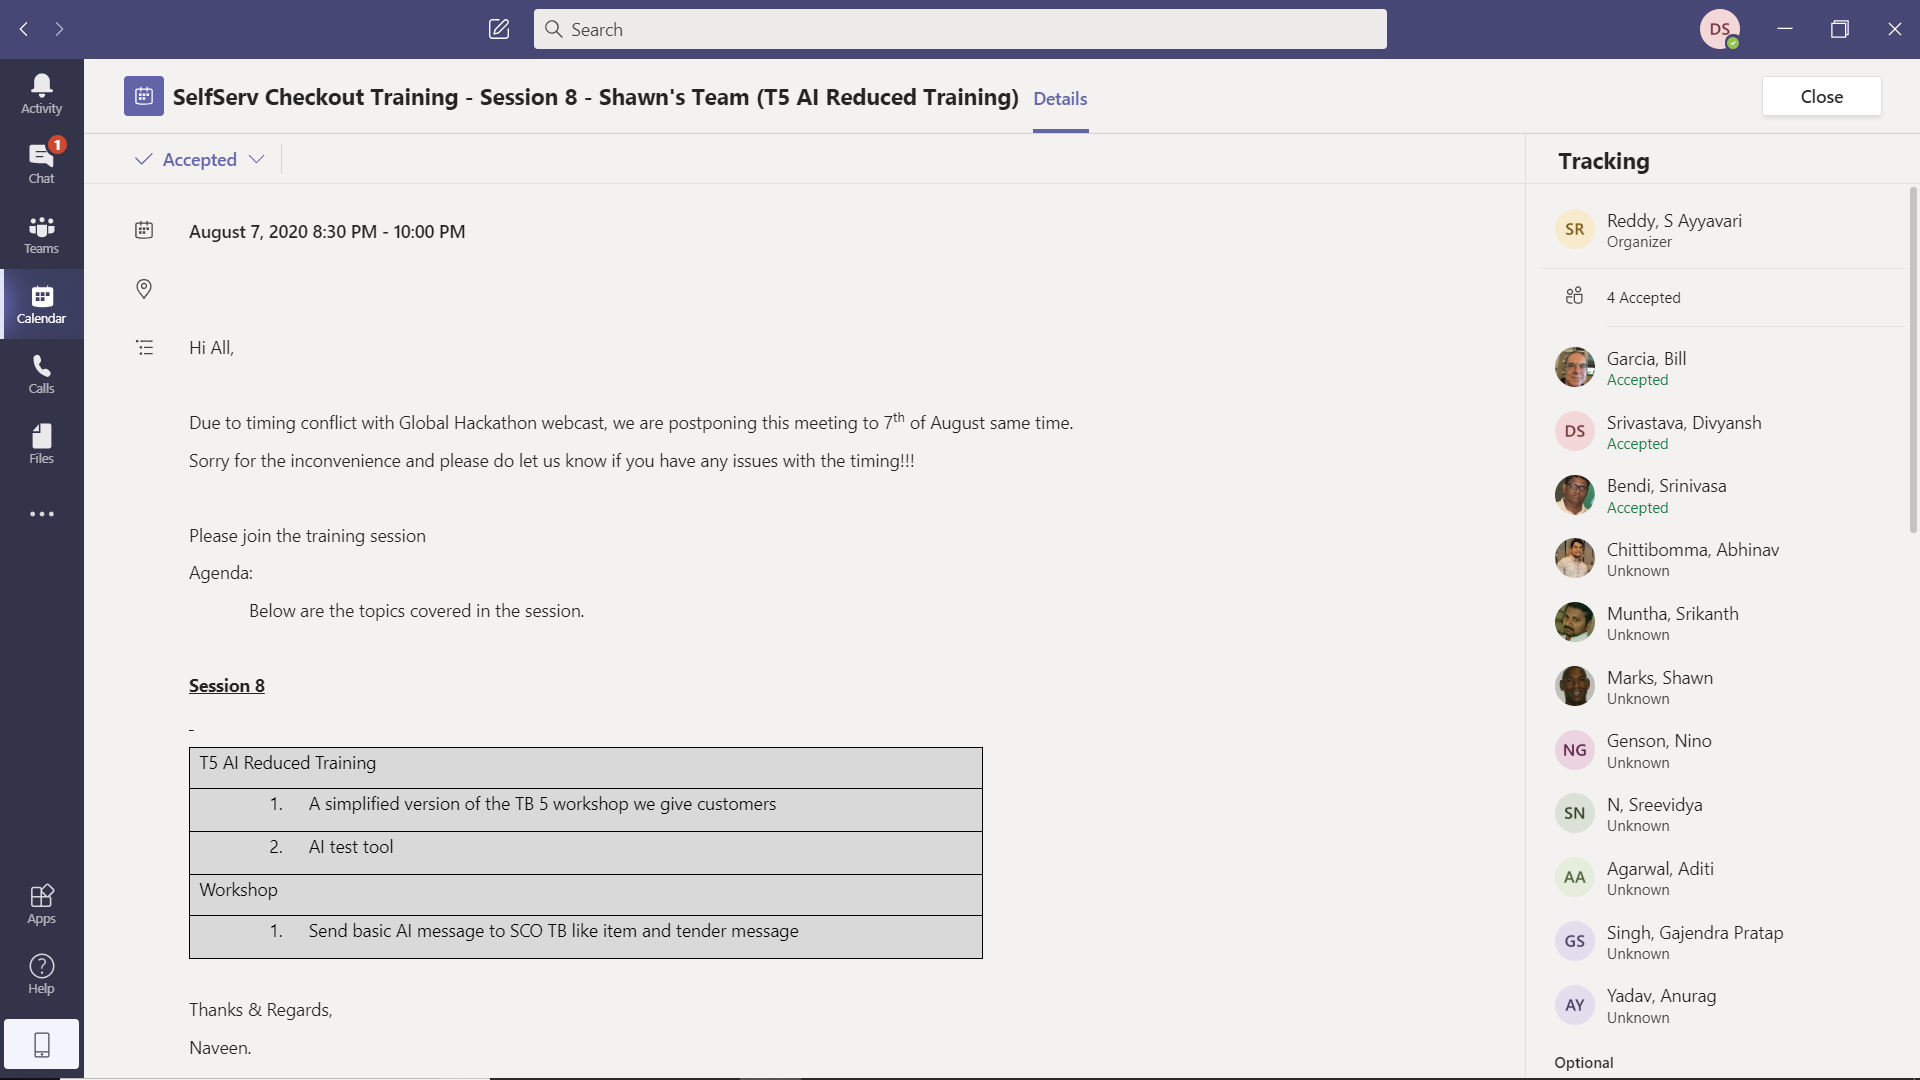 Search
DS
Activity
1
Chat
Teams
Calendar
Calls
Files
Apps
Help
SelfServ Checkout Training - Session 8 - Shawn's Team (T5 AI Reduced Training)
Details
Close
Accepted
August 7, 2020 8:30 PM - 10:00 PM
Hi All,
Due to timing conflict with Global Hackathon webcast, we are postponing this meeting to 7th of August same time.
Sorry for the inconvenience and please do let us know if you have any issues with the timing!!!
Please join the training session
Agenda:
Below are the topics covered in the session.
Session 8
T5 AI Reduced Training
1. A simplified version of the TB 5 workshop we give customers
2. AI test tool
Workshop
1. Send basic AI message to SCO TB like item and tender message
Thanks & Regards,
Naveen.
Tracking
SR
Reddy, S Ayyavari
Organizer
4 Accepted
Garcia, Bill
Accepted
DS
Srivastava, Divyansh
Accepted
Bendi, Srinivasa
Accepted
Chittibomma, Abhinav
Unknown
Muntha, Srikanth
Unknown
Marks, Shawn
Unknown
NG
Genson, Nino
Unknown
SN
N, Sreevidya
Unknown
AA
Agarwal, Aditi
Unknown
GS
Singh, Gajendra Pratap
Unknown
AY
Yadav, Anurag
Unknown
Optional